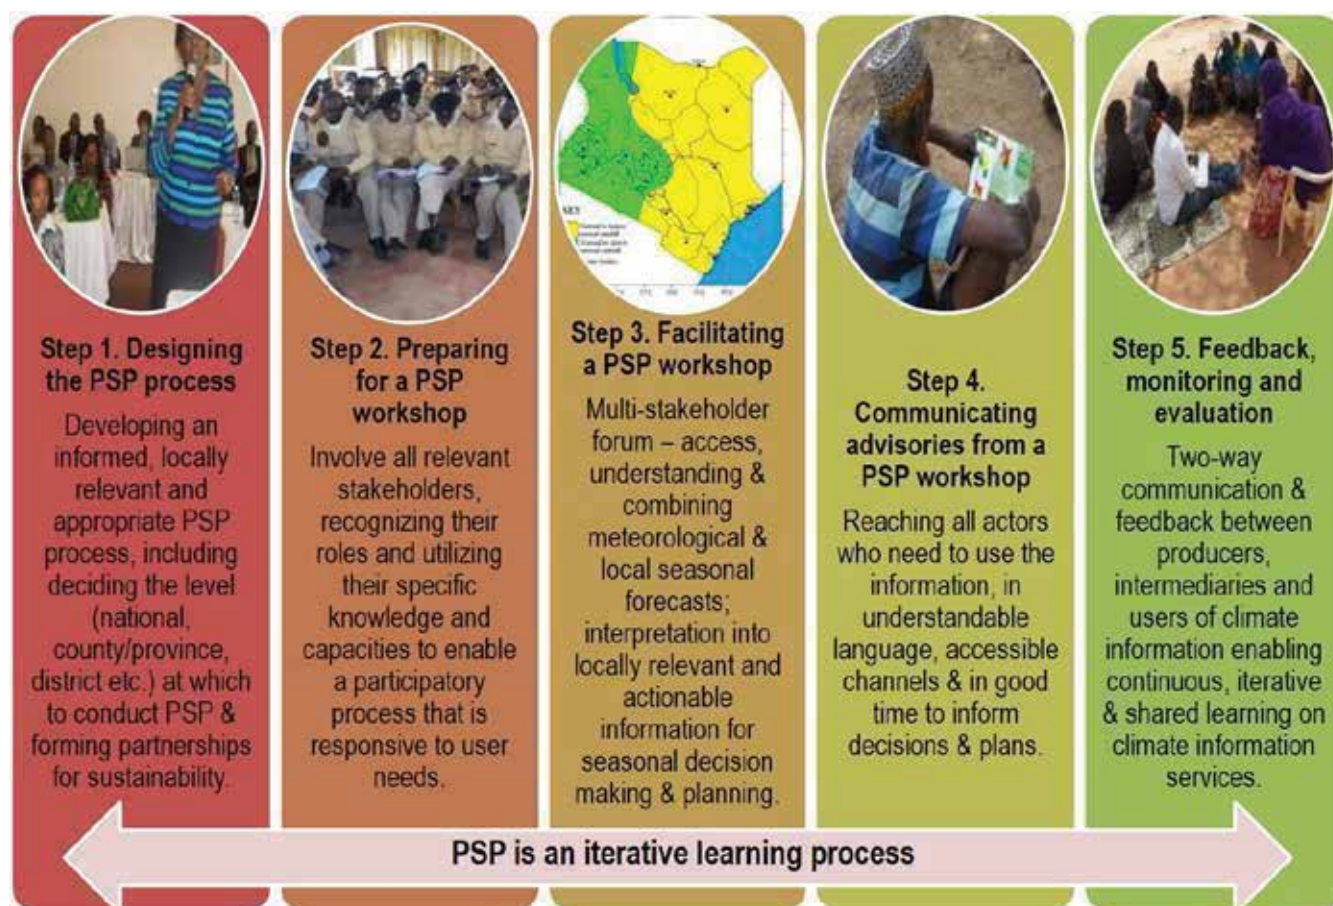 Step 1. Designing
the PSP process
Developing an
informed, locally
relevant and
appropriate PSP
process, including
deciding the level
(national,
county/province,
district etc.) at which
to conduct PSP &
forming partnerships
for sustainability.
Step 2. Preparing
for a PSP
workshop
Involve all relevant
stakeholders,
recognizing their
roles and utilizing
their specific
knowledge and
capacities to enable
a participatory
process that is
responsive to user
needs.
Step 3. Facilitating
a PSP workshop
Multi-stakeholder
forum – access,
understanding &
combining
meteorological &
local seasonal
forecasts;
interpretation into
locally relevant and
actionable
information for
seasonal decision
making & planning.
Step 4.
Communicating
advisories from a
PSP workshop
Reaching all actors
who need to use the
information, in
understandable
language, accessible
channels & in good
time to inform
decisions & plans.
Step 5. Feedback,
monitoring and
evaluation
Two-way
communication &
feedback between
producers,
intermediaries and
users of climate
information enabling
continuous, iterative
& shared learning on
climate information
services.
PSP is an iterative learning process